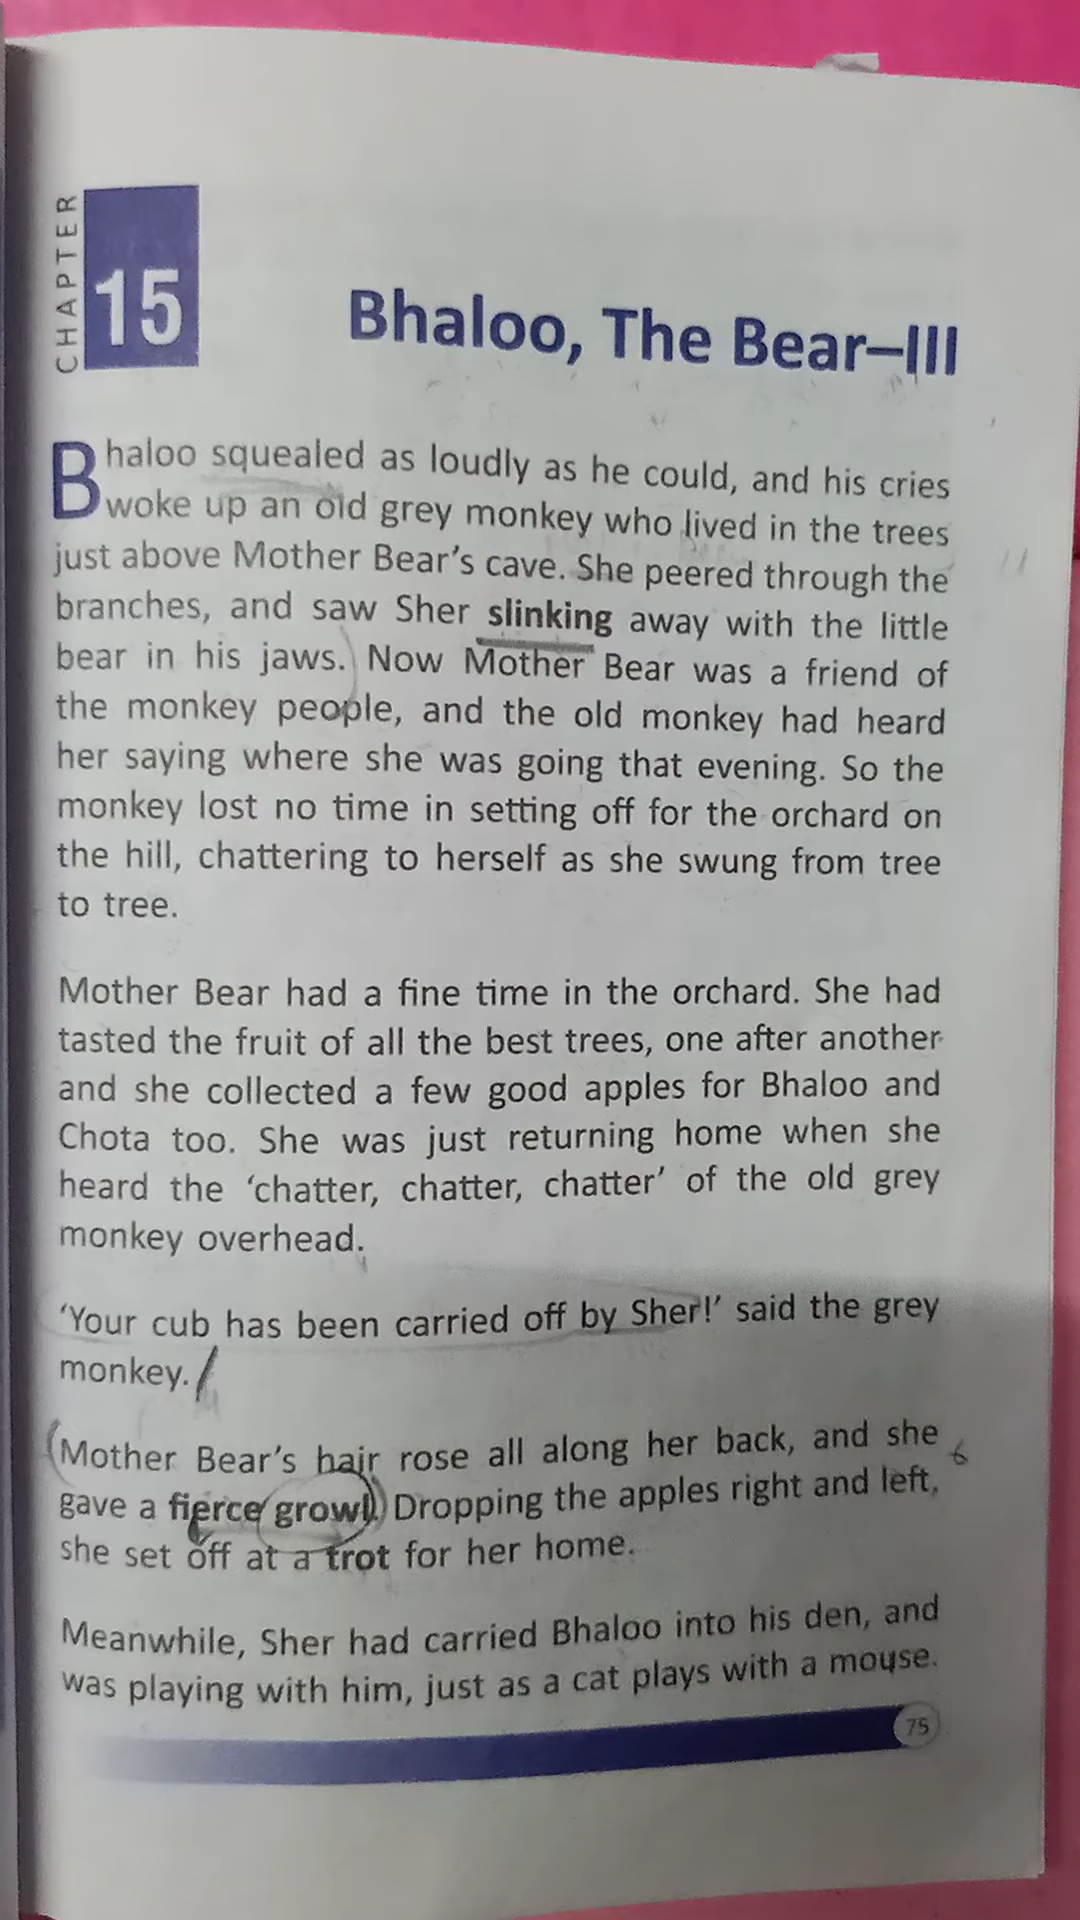 CHAPTER
15
Bhaloo, The Bear–III
Bhaloo squealed as loudly as he could, and his cries
woke up an old grey monkey who lived in the trees
just above Mother Bear's cave. She peered through the
branches, and saw Sher slinking away with the little
bear in his jaws. Now Mother Bear was a friend of
the monkey people, and the old monkey had heard
her saying where she was going that evening. So the
monkey lost no time in setting off for the orchard on
the hill, chattering to herself as she swung from tree
to tree.
Mother Bear had a fine time in the orchard. She had
tasted the fruit of all the best trees, one after another
and she collected a few good apples for Bhaloo and
Chota too. She was just returning home when she
heard the ‘chatter, chatter, chatter’ of the old grey
monkey overhead.
‘Your cub has been carried off by Sher!’ said the grey
monkey.
Mother Bear's hair rose all along her back, and she
gave a fierce growl. Dropping the apples right and left,
she set off at a trot for her home.
Meanwhile, Sher had carried Bhaloo into his den, and
was playing with him, just as a cat plays with a mouse.
75